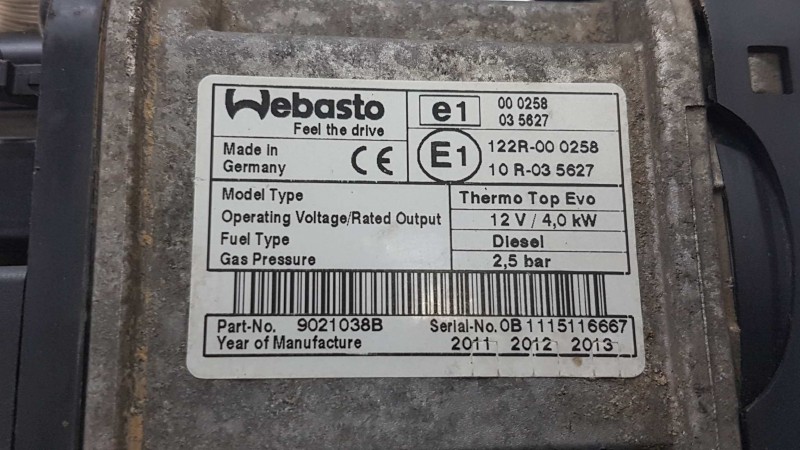 Webasto
Feel the drive
e1
00 0258
03 5627
Made in
Germany
CE
E1
122R-00 0258
10 R-03 5627
Model Type
Thermo Top Evo
Operating Voltage/Rated Output
12 V / 4,0 kW
Fuel Type
Diesel
Gas Pressure
2,5 bar
Part-No. 9021038B
Serial-No. 0B 1115116667
Year of Manufacture
2011 2012 2013